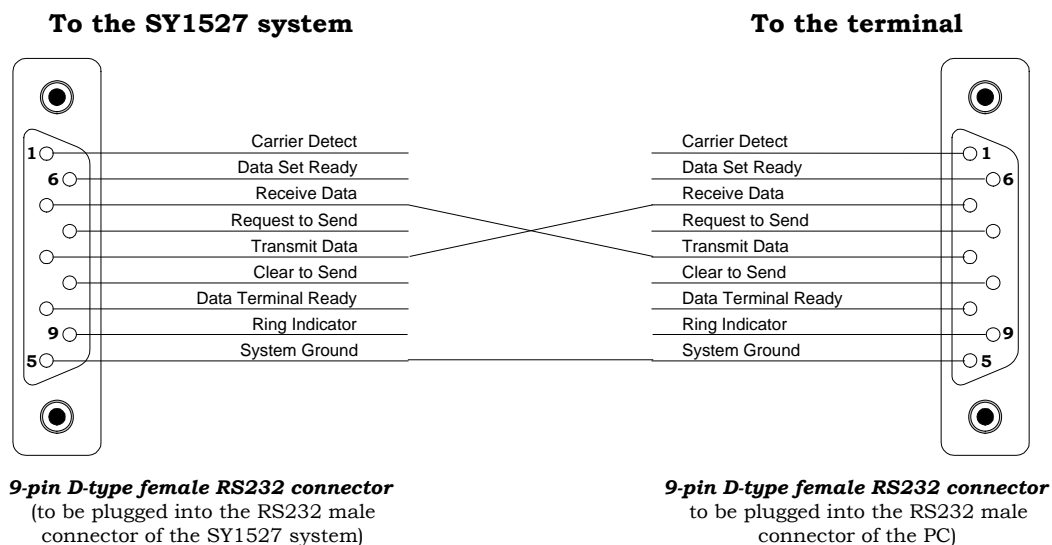 To the SY1527 system
To the terminal
Carrier Detect
1
Data Set Ready
6
Receive Data
Request to Send
Transmit Data
Clear to Send
Data Terminal Ready
Ring Indicator
9
System Ground
5
Carrier Detect
1
Data Set Ready
6
Receive Data
Request to Send
Transmit Data
Clear to Send
Data Terminal Ready
Ring Indicator
9
System Ground
5
9-pin D-type female RS232 connector
(to be plugged into the RS232 male
connector of the SY1527 system)
9-pin D-type female RS232 connector
to be plugged into the RS232 male
connector of the PC)